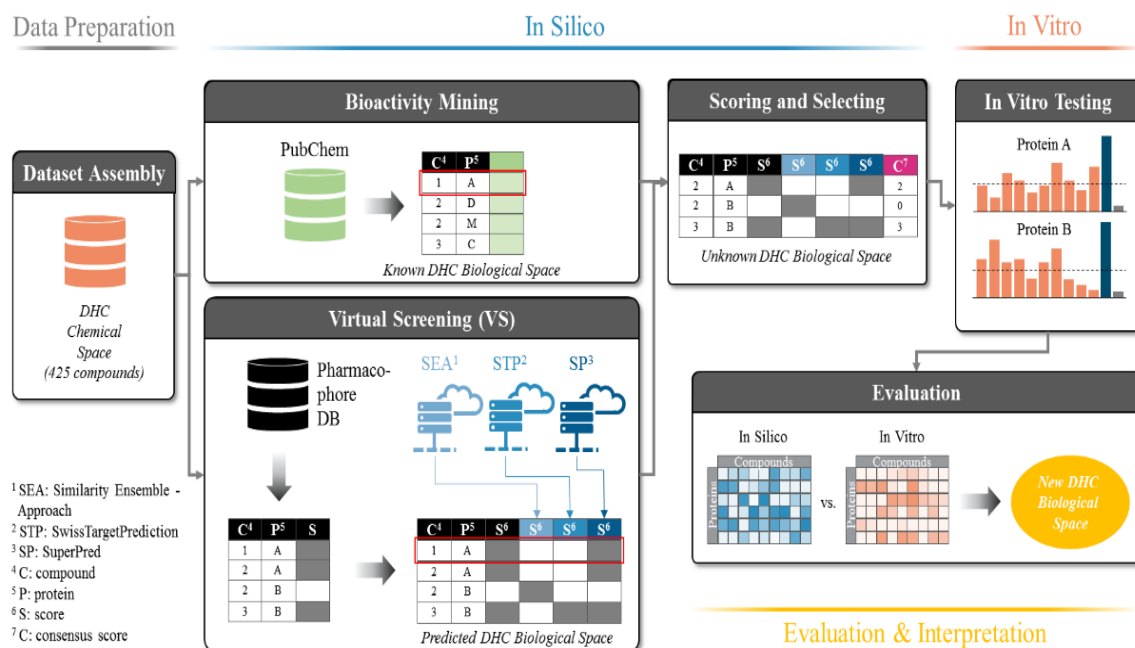 Data Preparation
In Silico
In Vitro
Dataset Assembly
DHC
Chemical
Space
(425 compounds)
Bioactivity Mining
PubChem
C⁴ P⁵
1 A
2 D
2 M
3 C
Known DHC Biological Space
Virtual Screening (VS)
Pharmaco-
phore
DB
SEA¹ STP² SP³
C⁴ P⁵ S
1 A
2 A
2 B
3 B
C⁴ P⁵ S⁶ S⁶ S⁶ S⁶
1 A
2 A
2 B
3 B
Predicted DHC Biological Space
Scoring and Selecting
C⁴ P⁵ S⁶ S⁶ S⁶ S⁶ C⁷
2 A 2
2 B 0
3 B 3
Unknown DHC Biological Space
In Vitro Testing
Protein A
Protein B
Evaluation
In Silico
Compounds
Proteins
vs.
In Vitro
Compounds
Proteins
New DHC
Biological
Space
Evaluation & Interpretation
¹ SEA: Similarity Ensemble -
Approach
² STP: SwissTargetPrediction
³ SP: SuperPred
⁴ C: compound
⁵ P: protein
⁶ S: score
⁷ C: consensus score